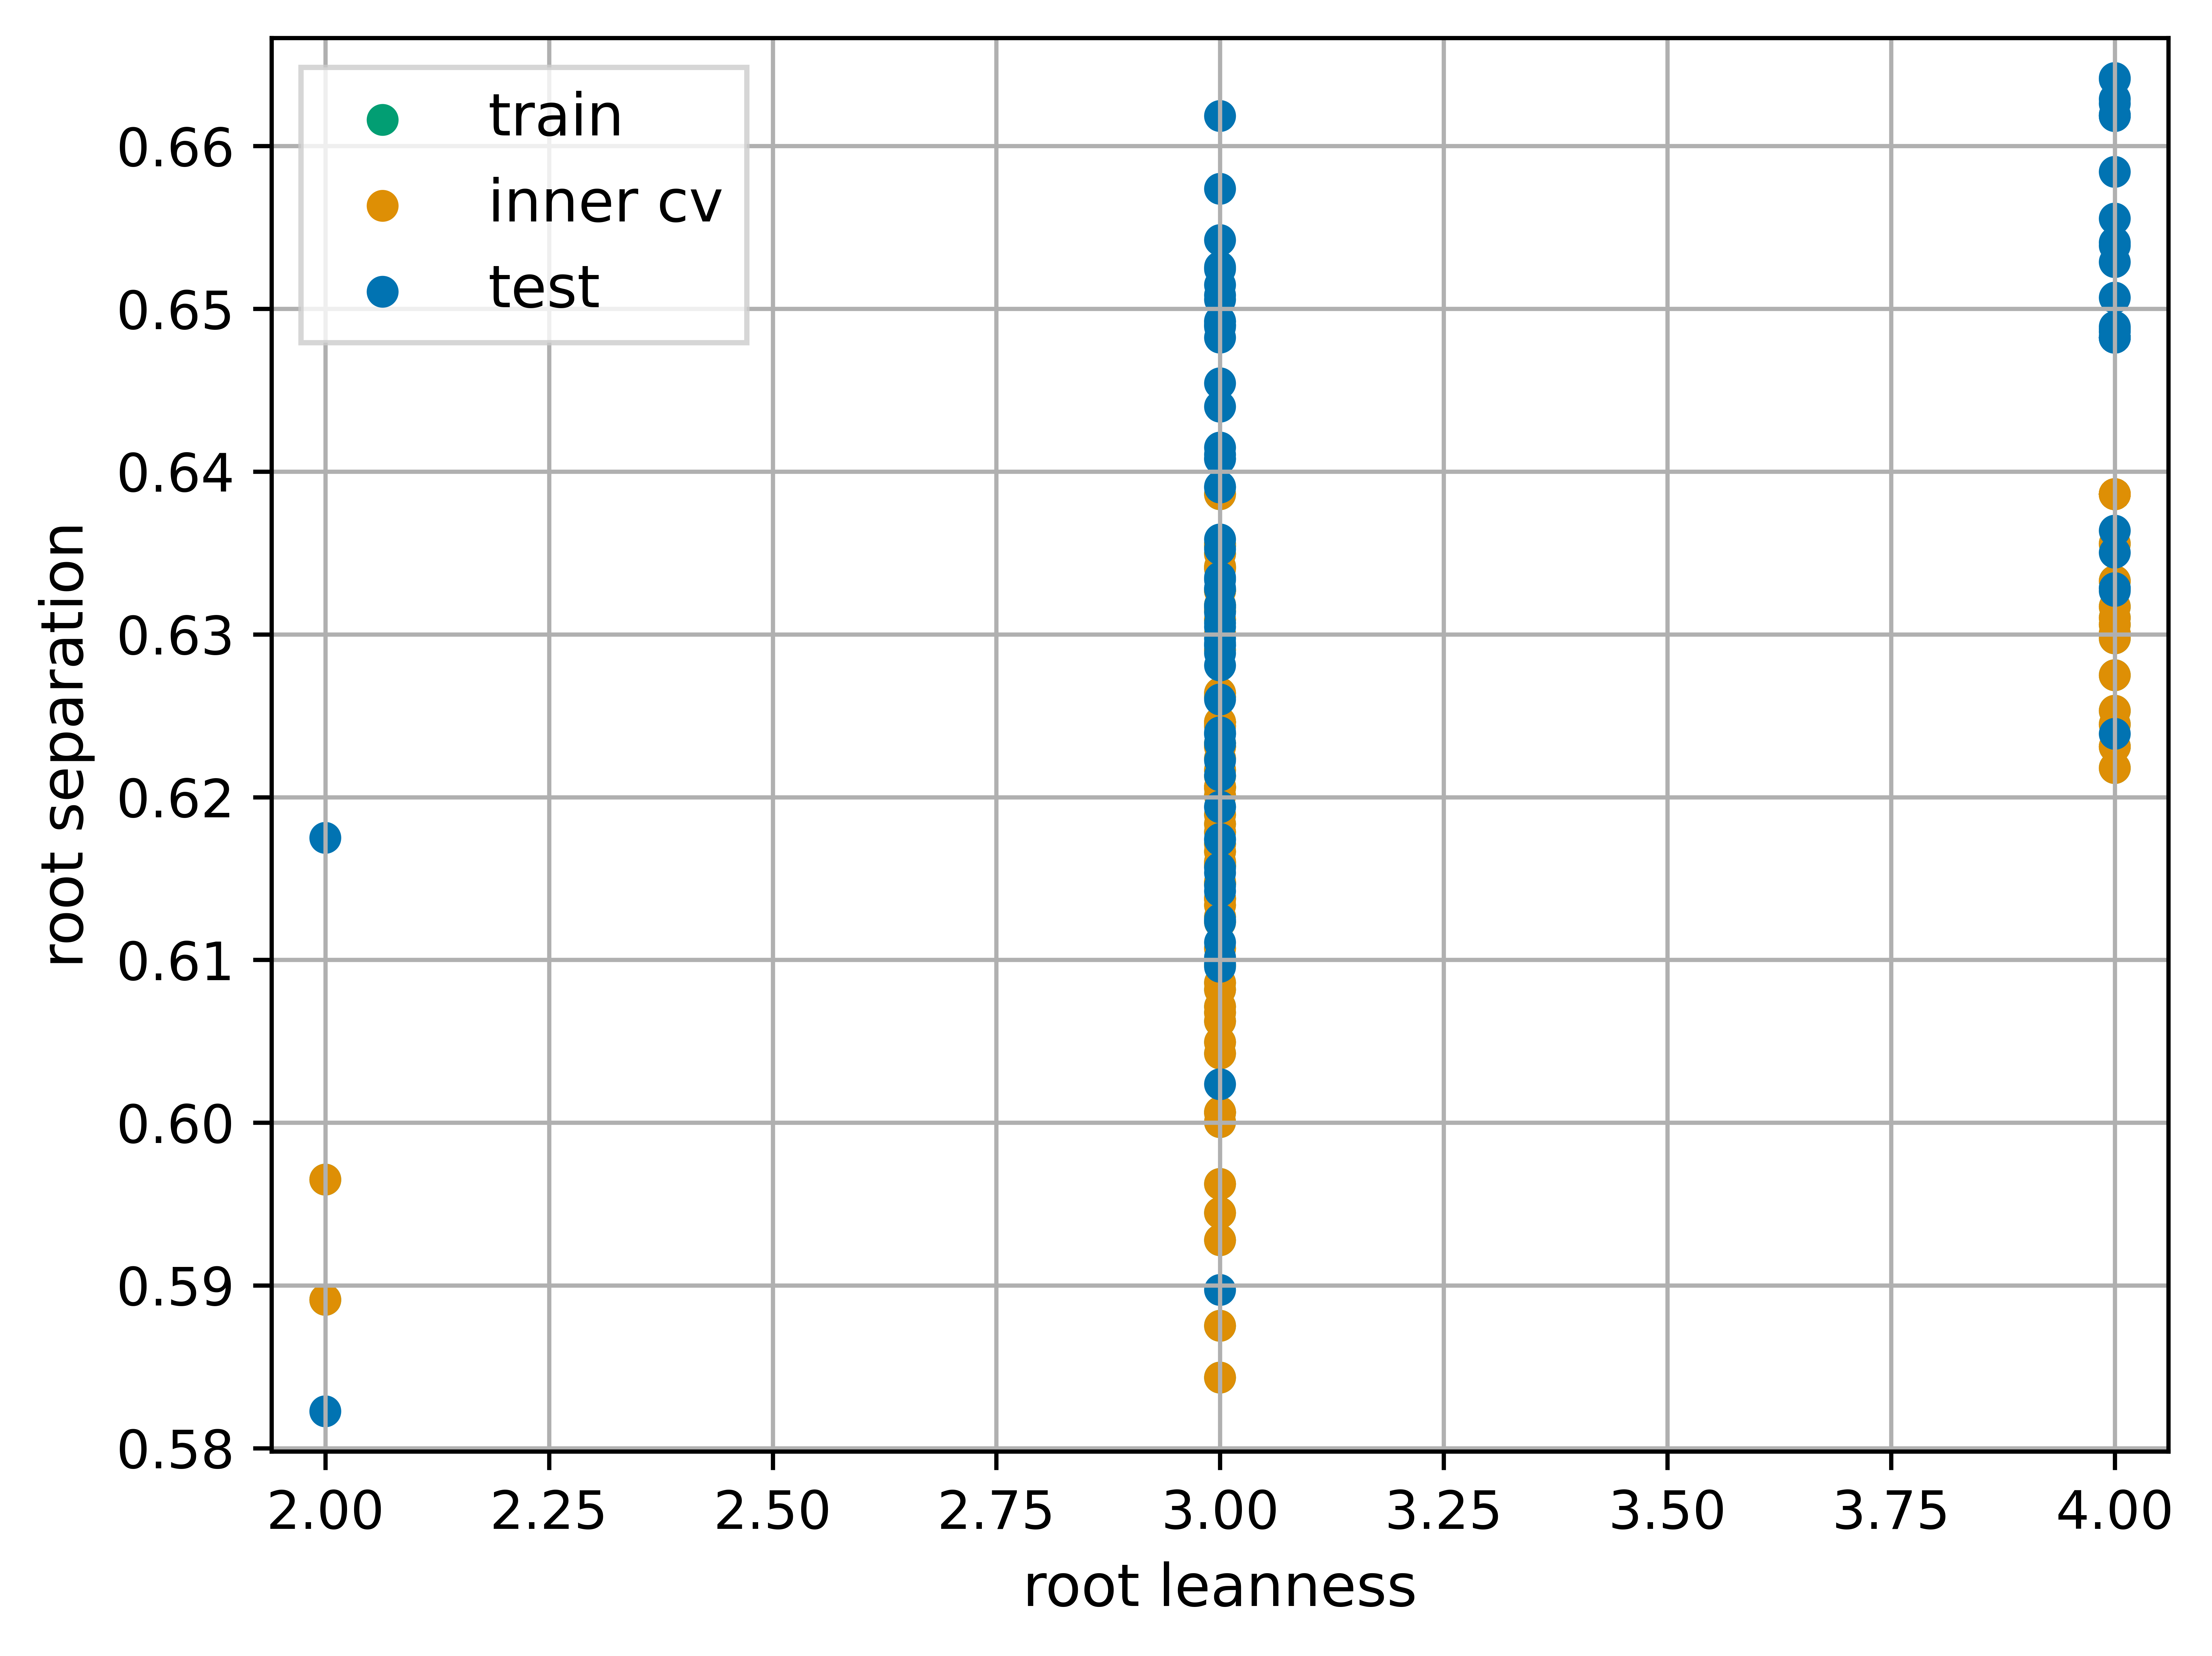 train
inner cv
test
0.66
0.65
0.64
0.63
0.62
0.61
0.60
0.59
0.58
root separation
2.00 2.25 2.50 2.75 3.00 3.25 3.50 3.75 4.00
root leanness